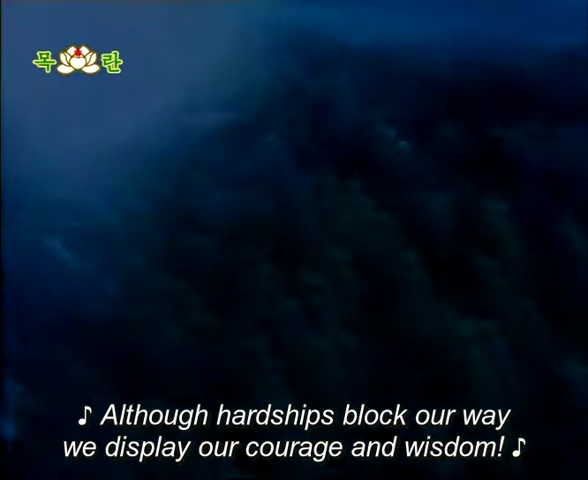 목란
♪ Although hardships block our way
we display our courage and wisdom! ♪